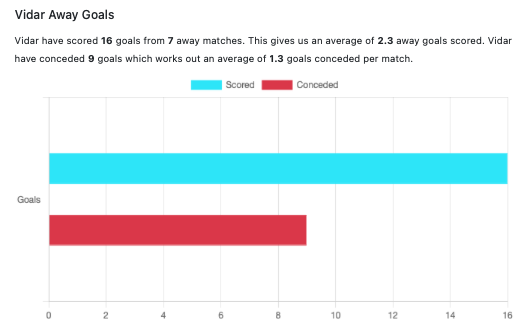 Vidar Away Goals
Vidar have scored 16 goals from 7 away matches. This gives us an average of 2.3 away goals scored. Vidar
have conceded 9 goals which works out an average of 1.3 goals conceded per match.
Scored Conceded
Goals
0 2 4 6 8 10 12 14 16